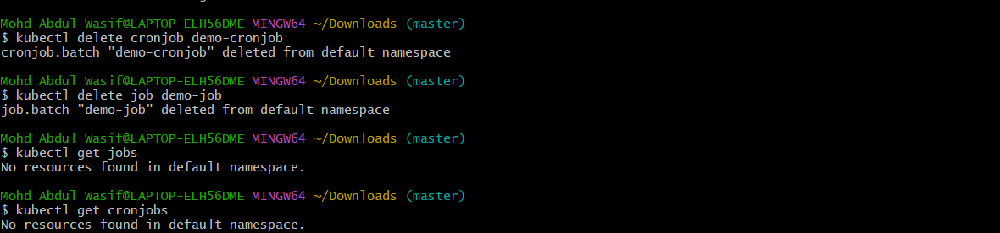 Mohd Abdul Wasif@LAPTOP-ELH56DME MINGW64 ~/Downloads (master)
$ kubectl delete cronjob demo-cronjob
cronjob.batch "demo-cronjob" deleted from default namespace
Mohd Abdul Wasif@LAPTOP-ELH56DME MINGW64 ~/Downloads (master)
$ kubectl delete job demo-job
job.batch "demo-job" deleted from default namespace
Mohd Abdul Wasif@LAPTOP-ELH56DME MINGW64 ~/Downloads (master)
$ kubectl get jobs
No resources found in default namespace.
Mohd Abdul Wasif@LAPTOP-ELH56DME MINGW64 ~/Downloads (master)
$ kubectl get cronjobs
No resources found in default namespace.